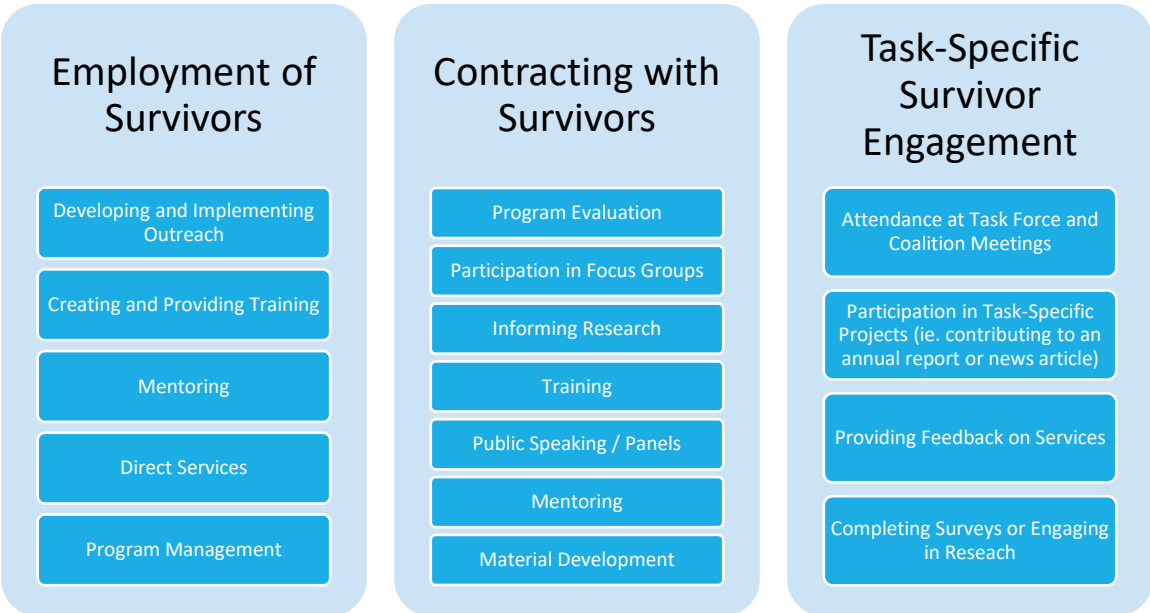 Employment of
Survivors
Developing and Implementing
Outreach
Creating and Providing Training
Mentoring
Direct Services
Program Management
Contracting with
Survivors
Program Evaluation
Participation in Focus Groups
Informing Research
Training
Public Speaking / Panels
Mentoring
Material Development
Task-Specific
Survivor
Engagement
Attendance at Task Force and
Coalition Meetings
Participation in Task-Specific
Projects (ie. contributing to an
annual report or news article)
Providing Feedback on Services
Completing Surveys or Engaging
in Reseach